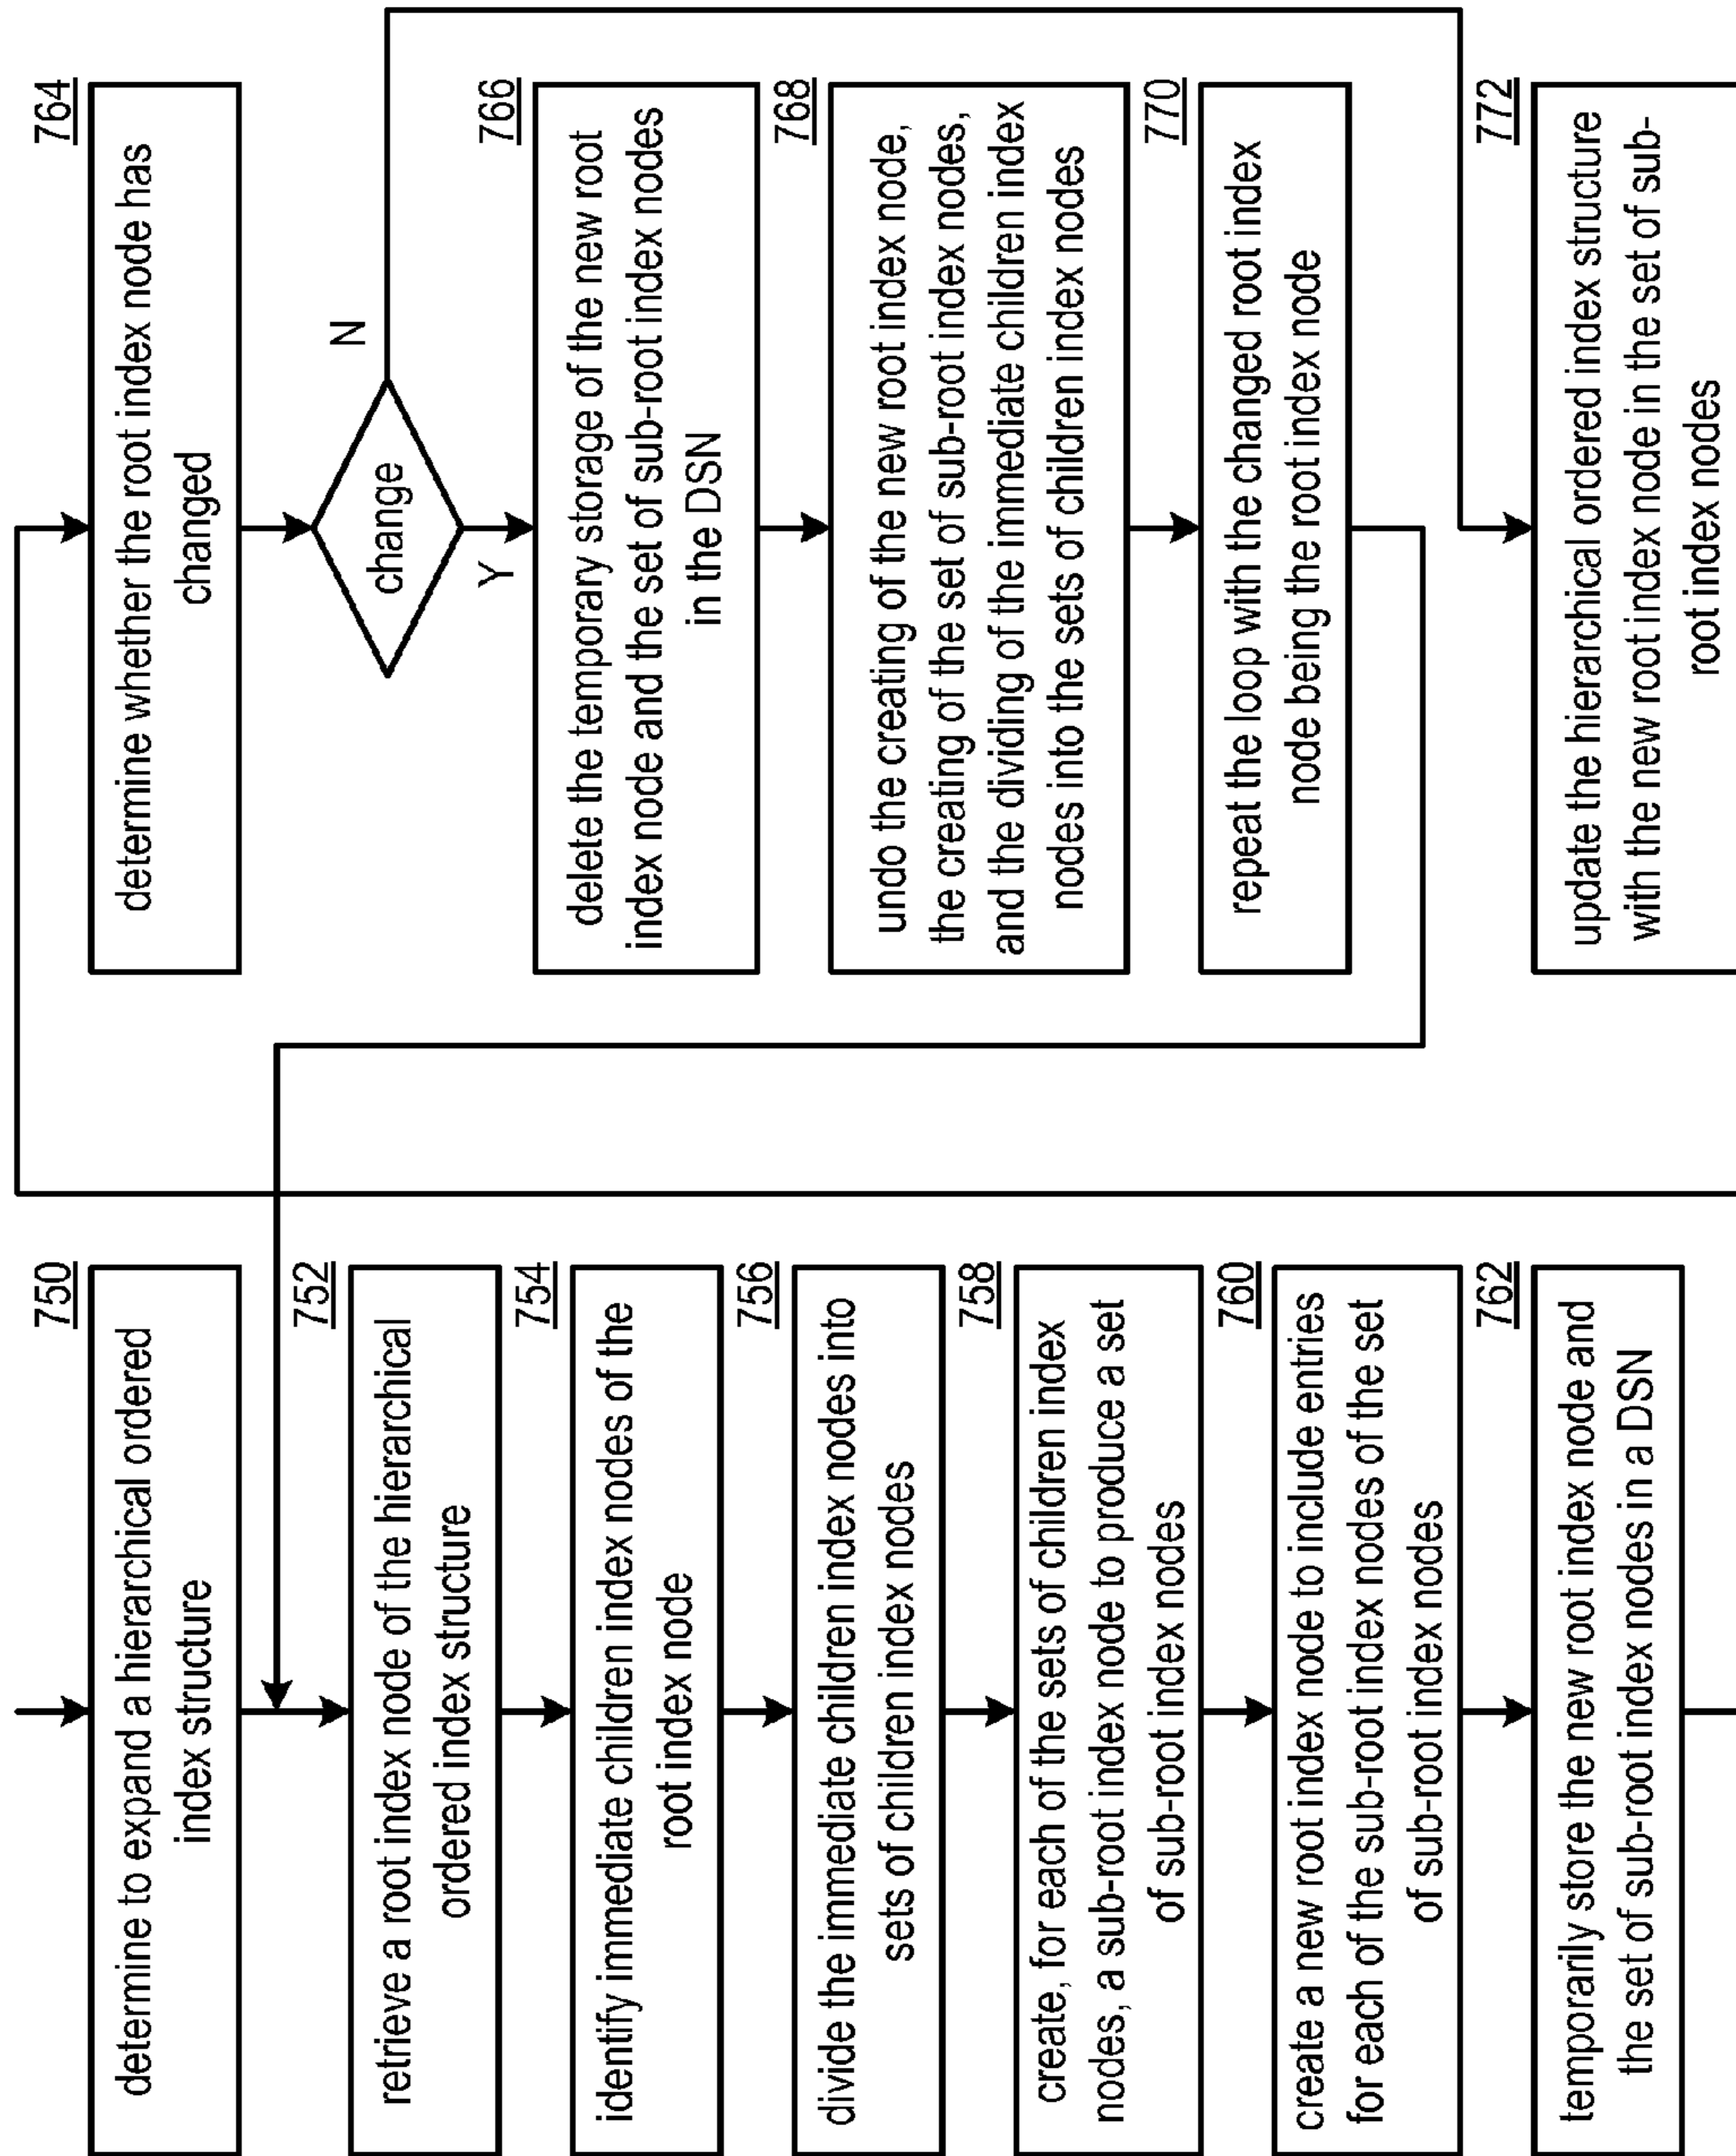 750
determine to expand a hierarchical ordered
index structure
752
retrieve a root index node of the hierarchical
ordered index structure
754
identify immediate children index nodes of the
root index node
756
divide the immediate children index nodes into
sets of children index nodes
758
create, for each of the sets of children index
nodes, a sub-root index node to produce a set
of sub-root index nodes
760
create a new root index node to include entries
for each of the sub-root index nodes of the set
of sub-root index nodes
762
temporarily store the new root index node and
the set of sub-root index nodes in a DSN
764
determine whether the root index node has
changed
change
N
Y
766
delete the temporary storage of the new root
index node and the set of sub-root index nodes
in the DSN
768
undo the creating of the new root index node,
the creating of the set of sub-root index nodes,
and the dividing of the immediate children index
nodes into the sets of children index nodes
770
repeat the loop with the changed root index
node being the root index node
772
update the hierarchical ordered index structure
with the new root index node in the set of sub-
root index nodes